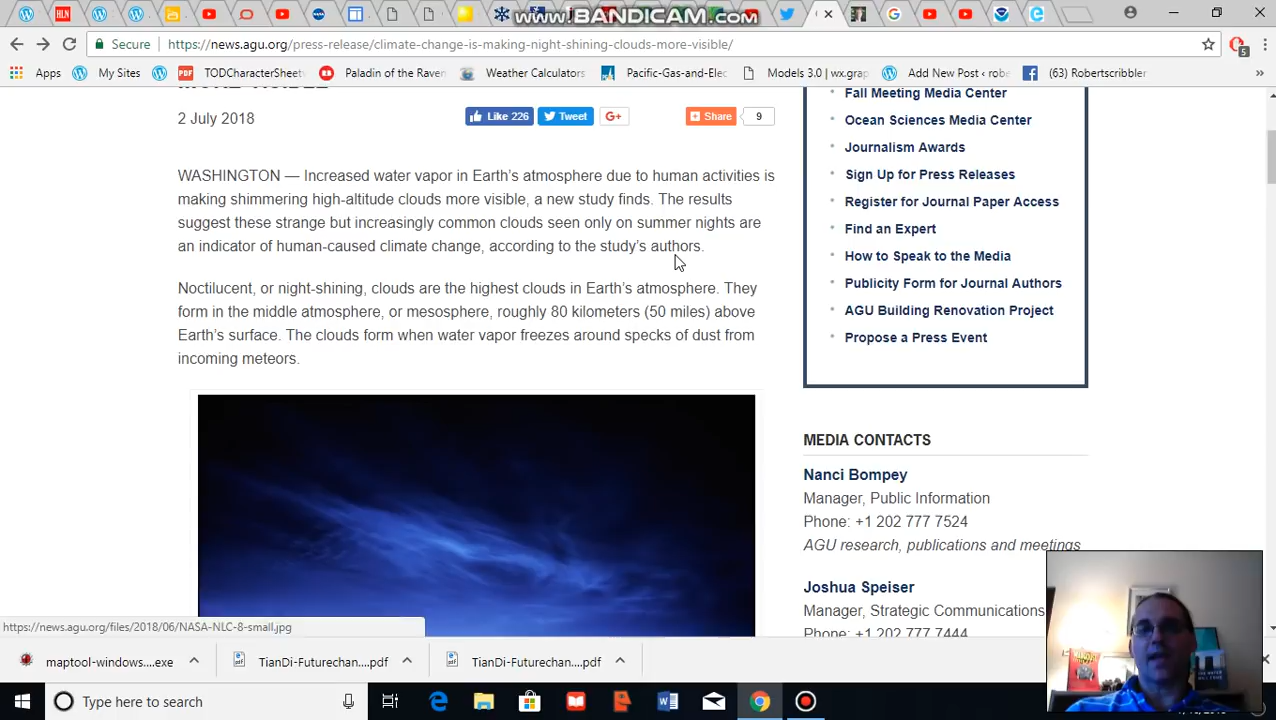 www.BANDICAM.com
Secure https://news.agu.org/press-release/climate-change-is-making-night-shining-clouds-more-visible/
5
Apps My Sites TODCharacterSheet Paladin of the Raven Weather Calculators Pacific-Gas-and-Elec Models 3.0 | wx.grap Add New Post ‹ robe (63) Robertscribbler »
2 July 2018
Like 226 Tweet G+ Share 9
WASHINGTON — Increased water vapor in Earth's atmosphere due to human activities is
making shimmering high-altitude clouds more visible, a new study finds. The results
suggest these strange but increasingly common clouds seen only on summer nights are
an indicator of human-caused climate change, according to the study's authors.
Noctilucent, or night-shining, clouds are the highest clouds in Earth's atmosphere. They
form in the middle atmosphere, or mesosphere, roughly 80 kilometers (50 miles) above
Earth's surface. The clouds form when water vapor freezes around specks of dust from
incoming meteors.
Fall Meeting Media Center
Ocean Sciences Media Center
Journalism Awards
Sign Up for Press Releases
Register for Journal Paper Access
Find an Expert
How to Speak to the Media
Publicity Form for Journal Authors
AGU Building Renovation Project
Propose a Press Event
MEDIA CONTACTS
Nanci Bompey
Manager, Public Information
Phone: +1 202 777 7524
AGU research, publications and meetings
Joshua Speiser
Manager, Strategic Communications
Phone: +1 202 777 7444
https://news.agu.org/files/2018/06/NASA-NLC-8-small.jpg
maptool-windows....exe TianDi-Futurechan....pdf TianDi-Futurechan....pdf
Type here to search